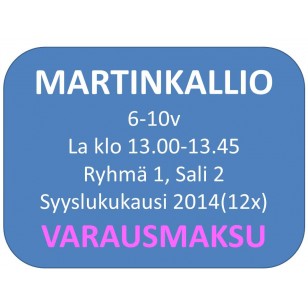 MARTINKALLIO
6-10v
La klo 13.00-13.45
Ryhmä 1, Sali 2
Syyslukukausi 2014(12x)
VARAUSMAKSU